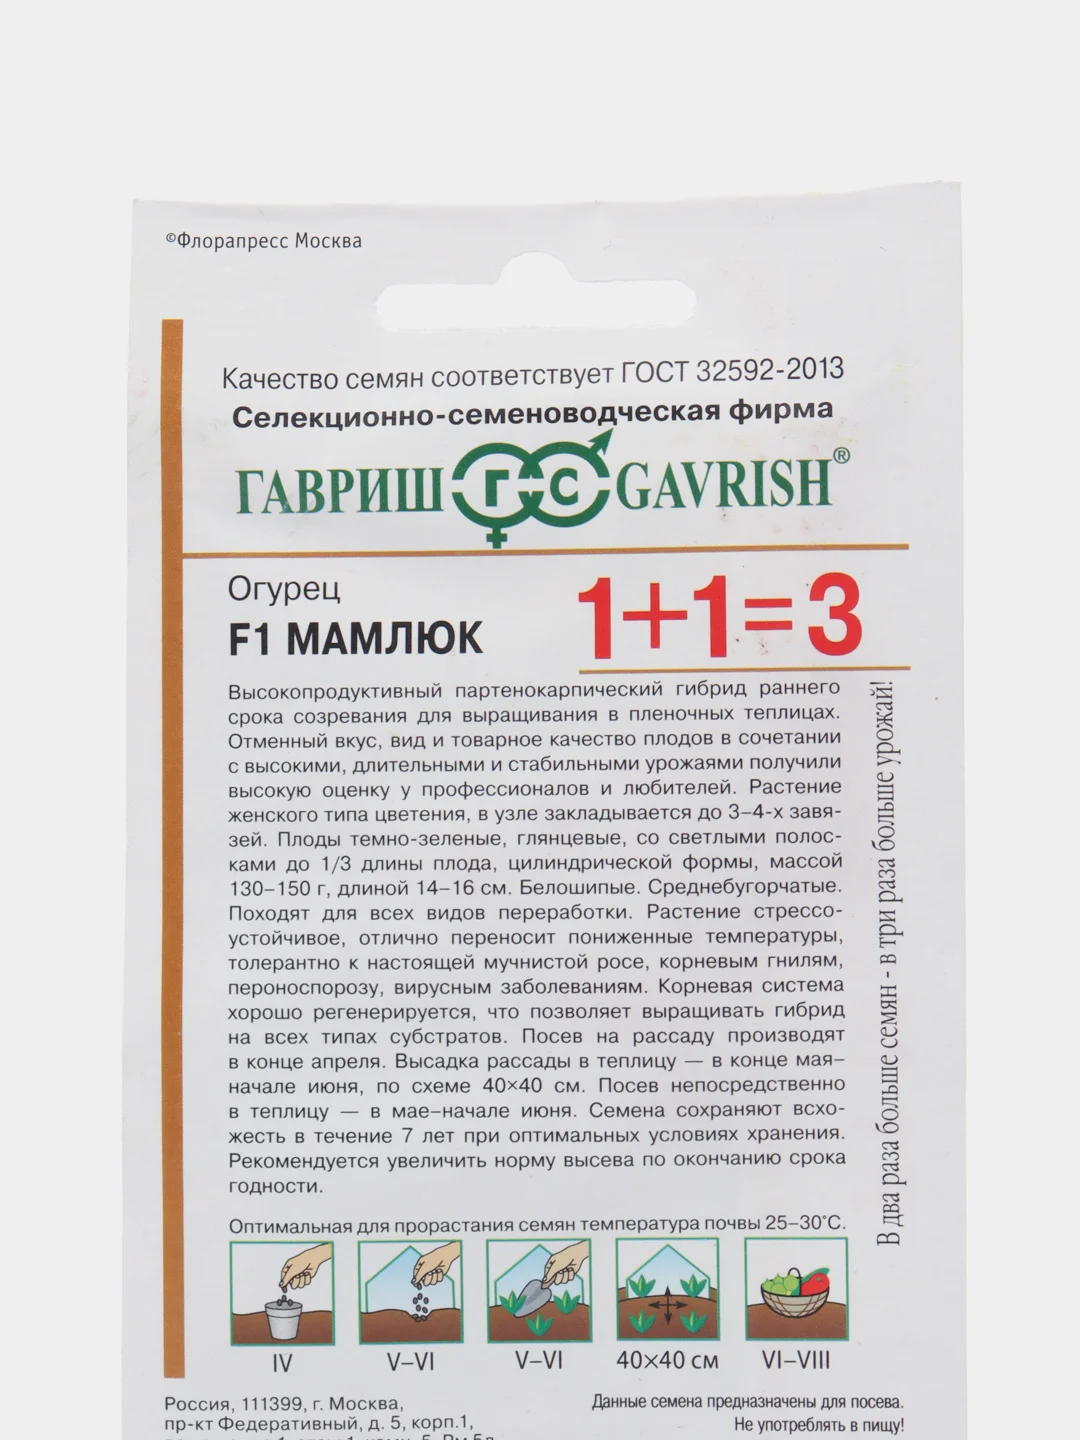 ©Флорапресс Москва
Качество семян соответствует ГОСТ 32592-2013
Селекционно-семеноводческая фирма
ГАВРИШ ГС GAVRISH®
Огурец
F1 МАМЛЮК
1+1=3
Высокопродуктивный партенокарпический гибрид раннего
срока созревания для выращивания в пленочных теплицах.
Отменный вкус, вид и товарное качество плодов в сочетании
с высокими, длительными и стабильными урожаями получили
высокую оценку у профессионалов и любителей. Растение
женского типа цветения, в узле закладывается до 3–4-х завя-
зей. Плоды темно-зеленые, глянцевые, со светлыми полос-
ками до 1/3 длины плода, цилиндрической формы, массой
130–150 г, длиной 14–16 см. Белошипые. Среднебугорчатые.
Походят для всех видов переработки. Растение стрессо-
устойчивое, отлично переносит пониженные температуры,
толерантно к настоящей мучнистой росе, корневым гнилям,
пероноспорозу, вирусным заболеваниям. Корневая система
хорошо регенерируется, что позволяет выращивать гибрид
на всех типах субстратов. Посев на рассаду производят
в конце апреля. Высадка рассады в теплицу — в конце мая–
начале июня, по схеме 40×40 см. Посев непосредственно
в теплицу — в мае–начале июня. Семена сохраняют всхо-
жесть в течение 7 лет при оптимальных условиях хранения.
Рекомендуется увеличить норму высева по окончанию срока
годности.
В два раза больше семян - в три раза больше урожай!
Оптимальная для прорастания семян температура почвы 25–30°С.
IV V–VI V–VI 40×40 см VI–VIII
Россия, 111399, г. Москва,
пр-кт Федеративный, д. 5, корп.1,
Данные семена предназначены для посева.
Не употреблять в пищу!